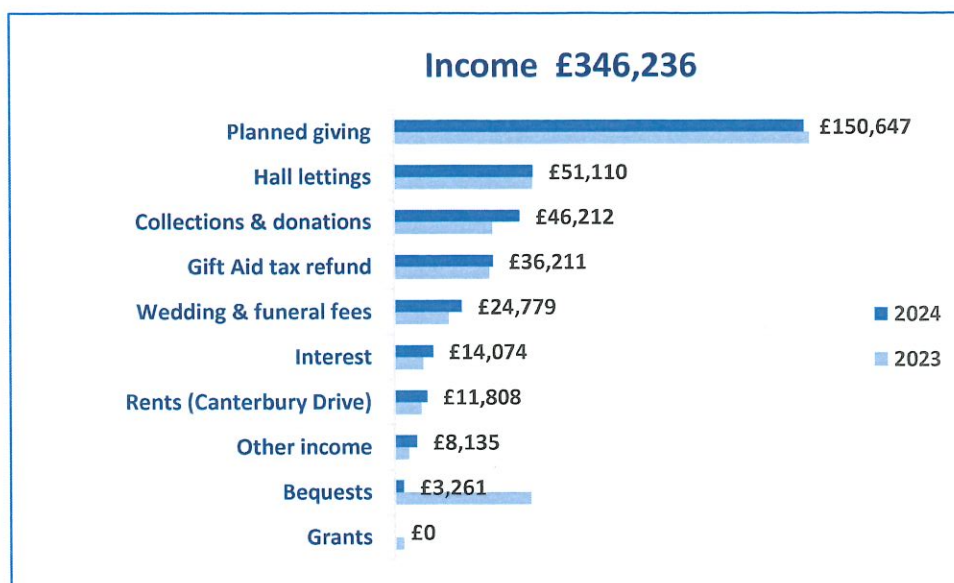 Income £346,236
Planned giving £150,647
Hall lettings £51,110
Collections & donations £46,212
Gift Aid tax refund £36,211
Wedding & funeral fees £24,779
2024
Interest £14,074
2023
Rents (Canterbury Drive) £11,808
Other income £8,135
Bequests £3,261
Grants £0